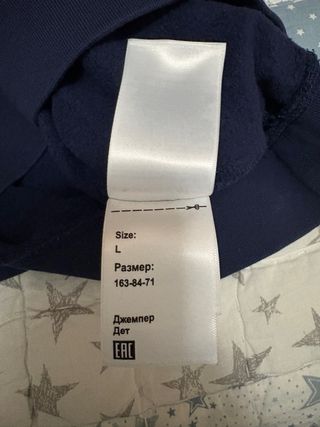 Size:
L
Размер:
163-84-71
Джемпер
Дет
EAC